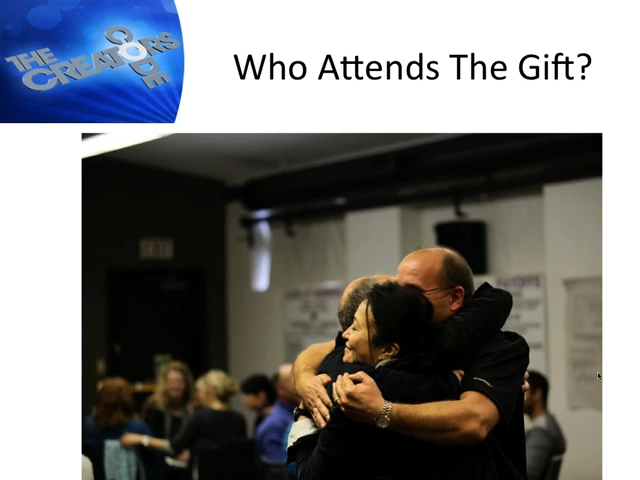 THE
CREATORS
CODE
Who Attends The Gift?
EXIT